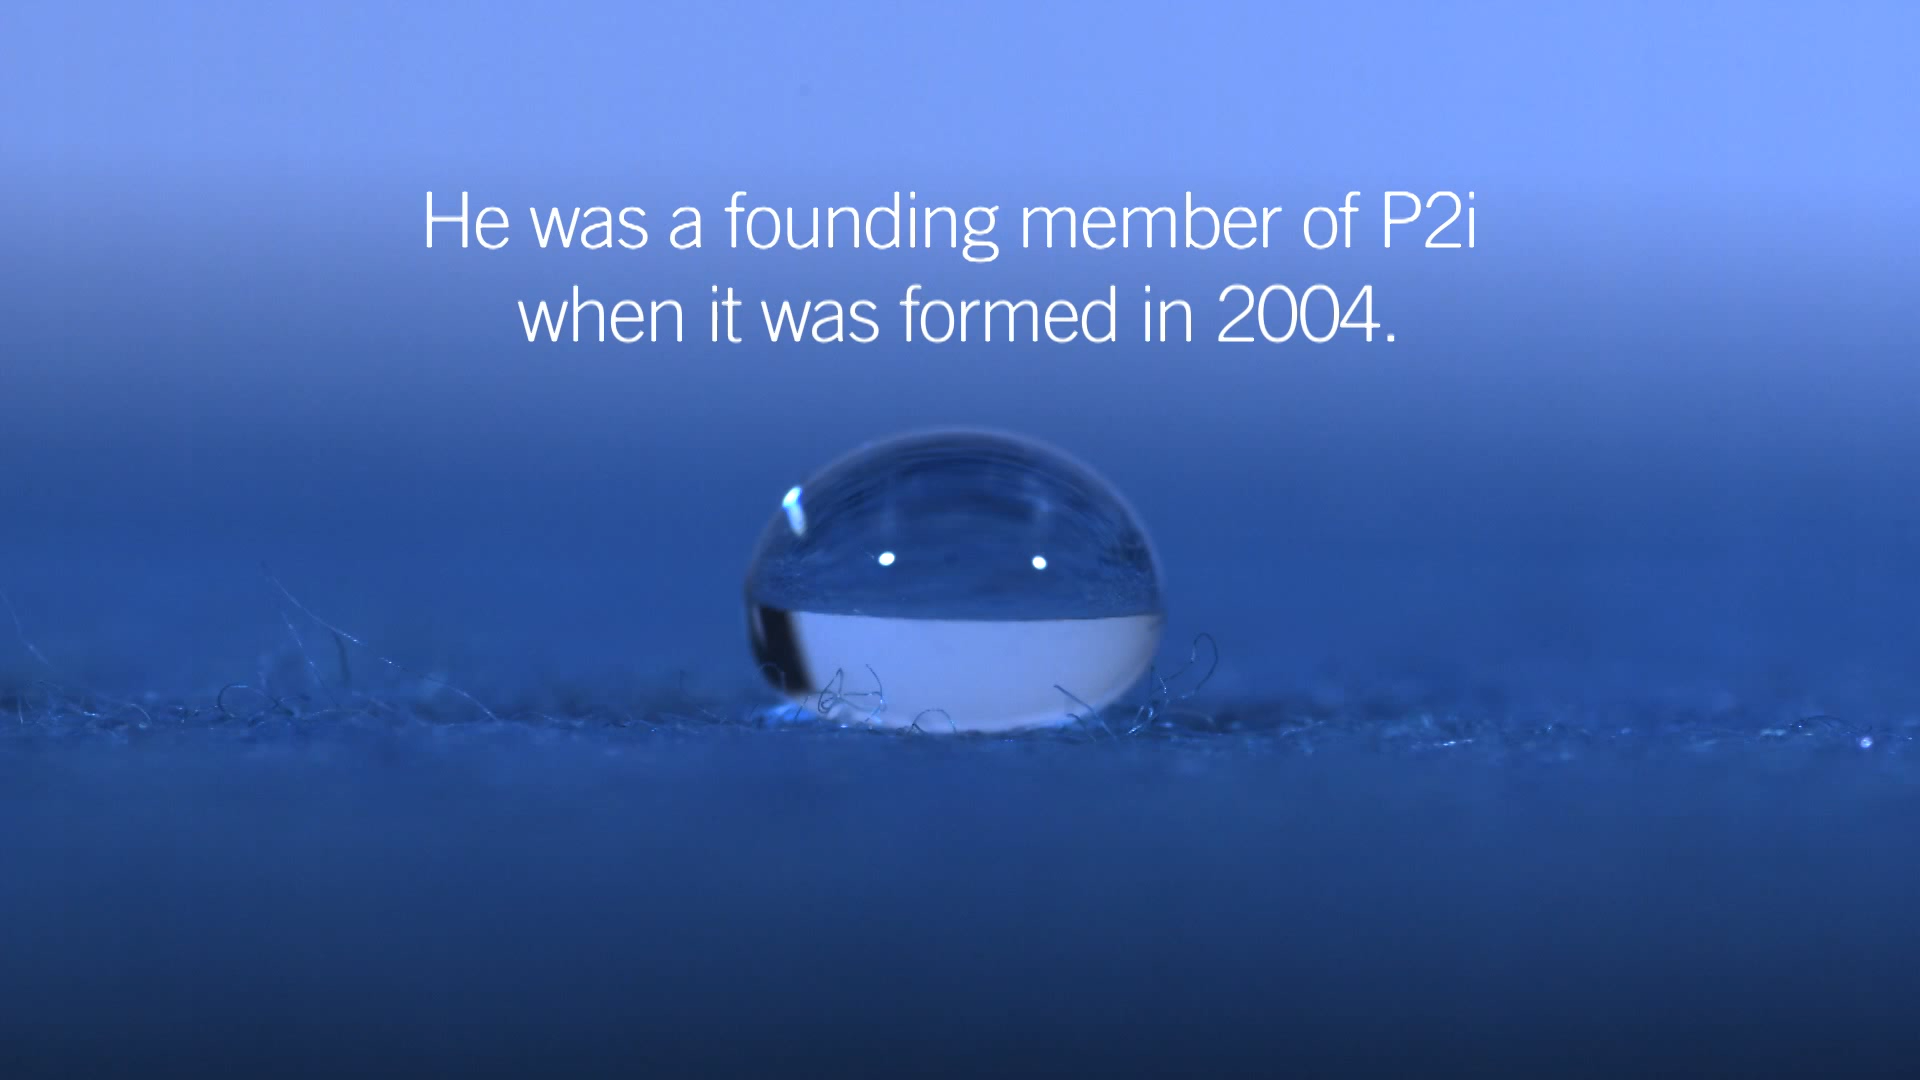 He was a founding member of P2i
when it was formed in 2004.